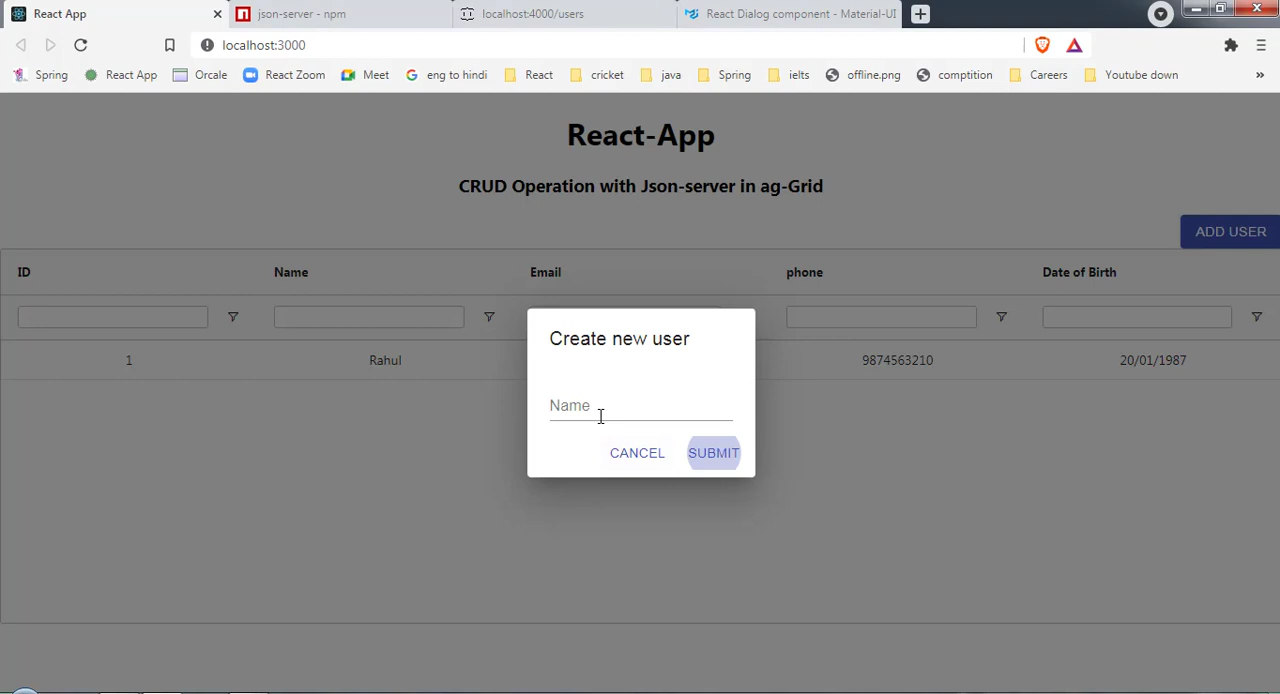 React App
json-server - npm
localhost:4000/users
React Dialog component - Material-UI
localhost:3000
Spring
React App
Orcale
React Zoom
Meet
eng to hindi
React
cricket
java
Spring
ielts
offline.png
comptition
Careers
Youtube down
»
React-App
CRUD Operation with Json-server in ag-Grid
ADD USER
ID
Name
Email
phone
Date of Birth
1
Rahul
9874563210
20/01/1987
Create new user
Name
CANCEL
SUBMIT